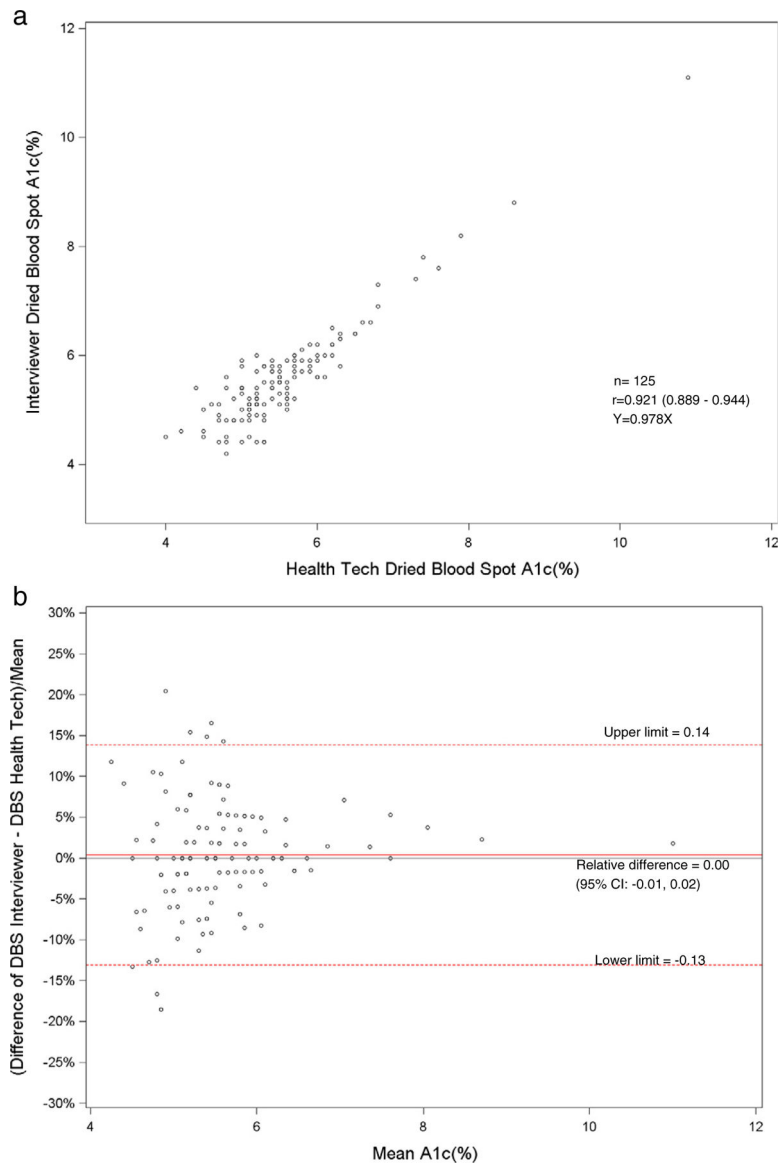 a
12
10
8
6
4
Interviewer Dried Blood Spot A1c(%)
n= 125
r=0.921 (0.889 - 0.944)
Y=0.978X
4 6 8 10 12
Health Tech Dried Blood Spot A1c(%)
b
30%
25%
20%
15%
10%
5%
0%
-5%
-10%
-15%
-20%
-25%
-30%
(Difference of DBS Interviewer - DBS Health Tech)/Mean
Upper limit = 0.14
Relative difference = 0.00
(95% CI: -0.01, 0.02)
Lower limit = -0.13
4 6 8 10 12
Mean A1c(%)